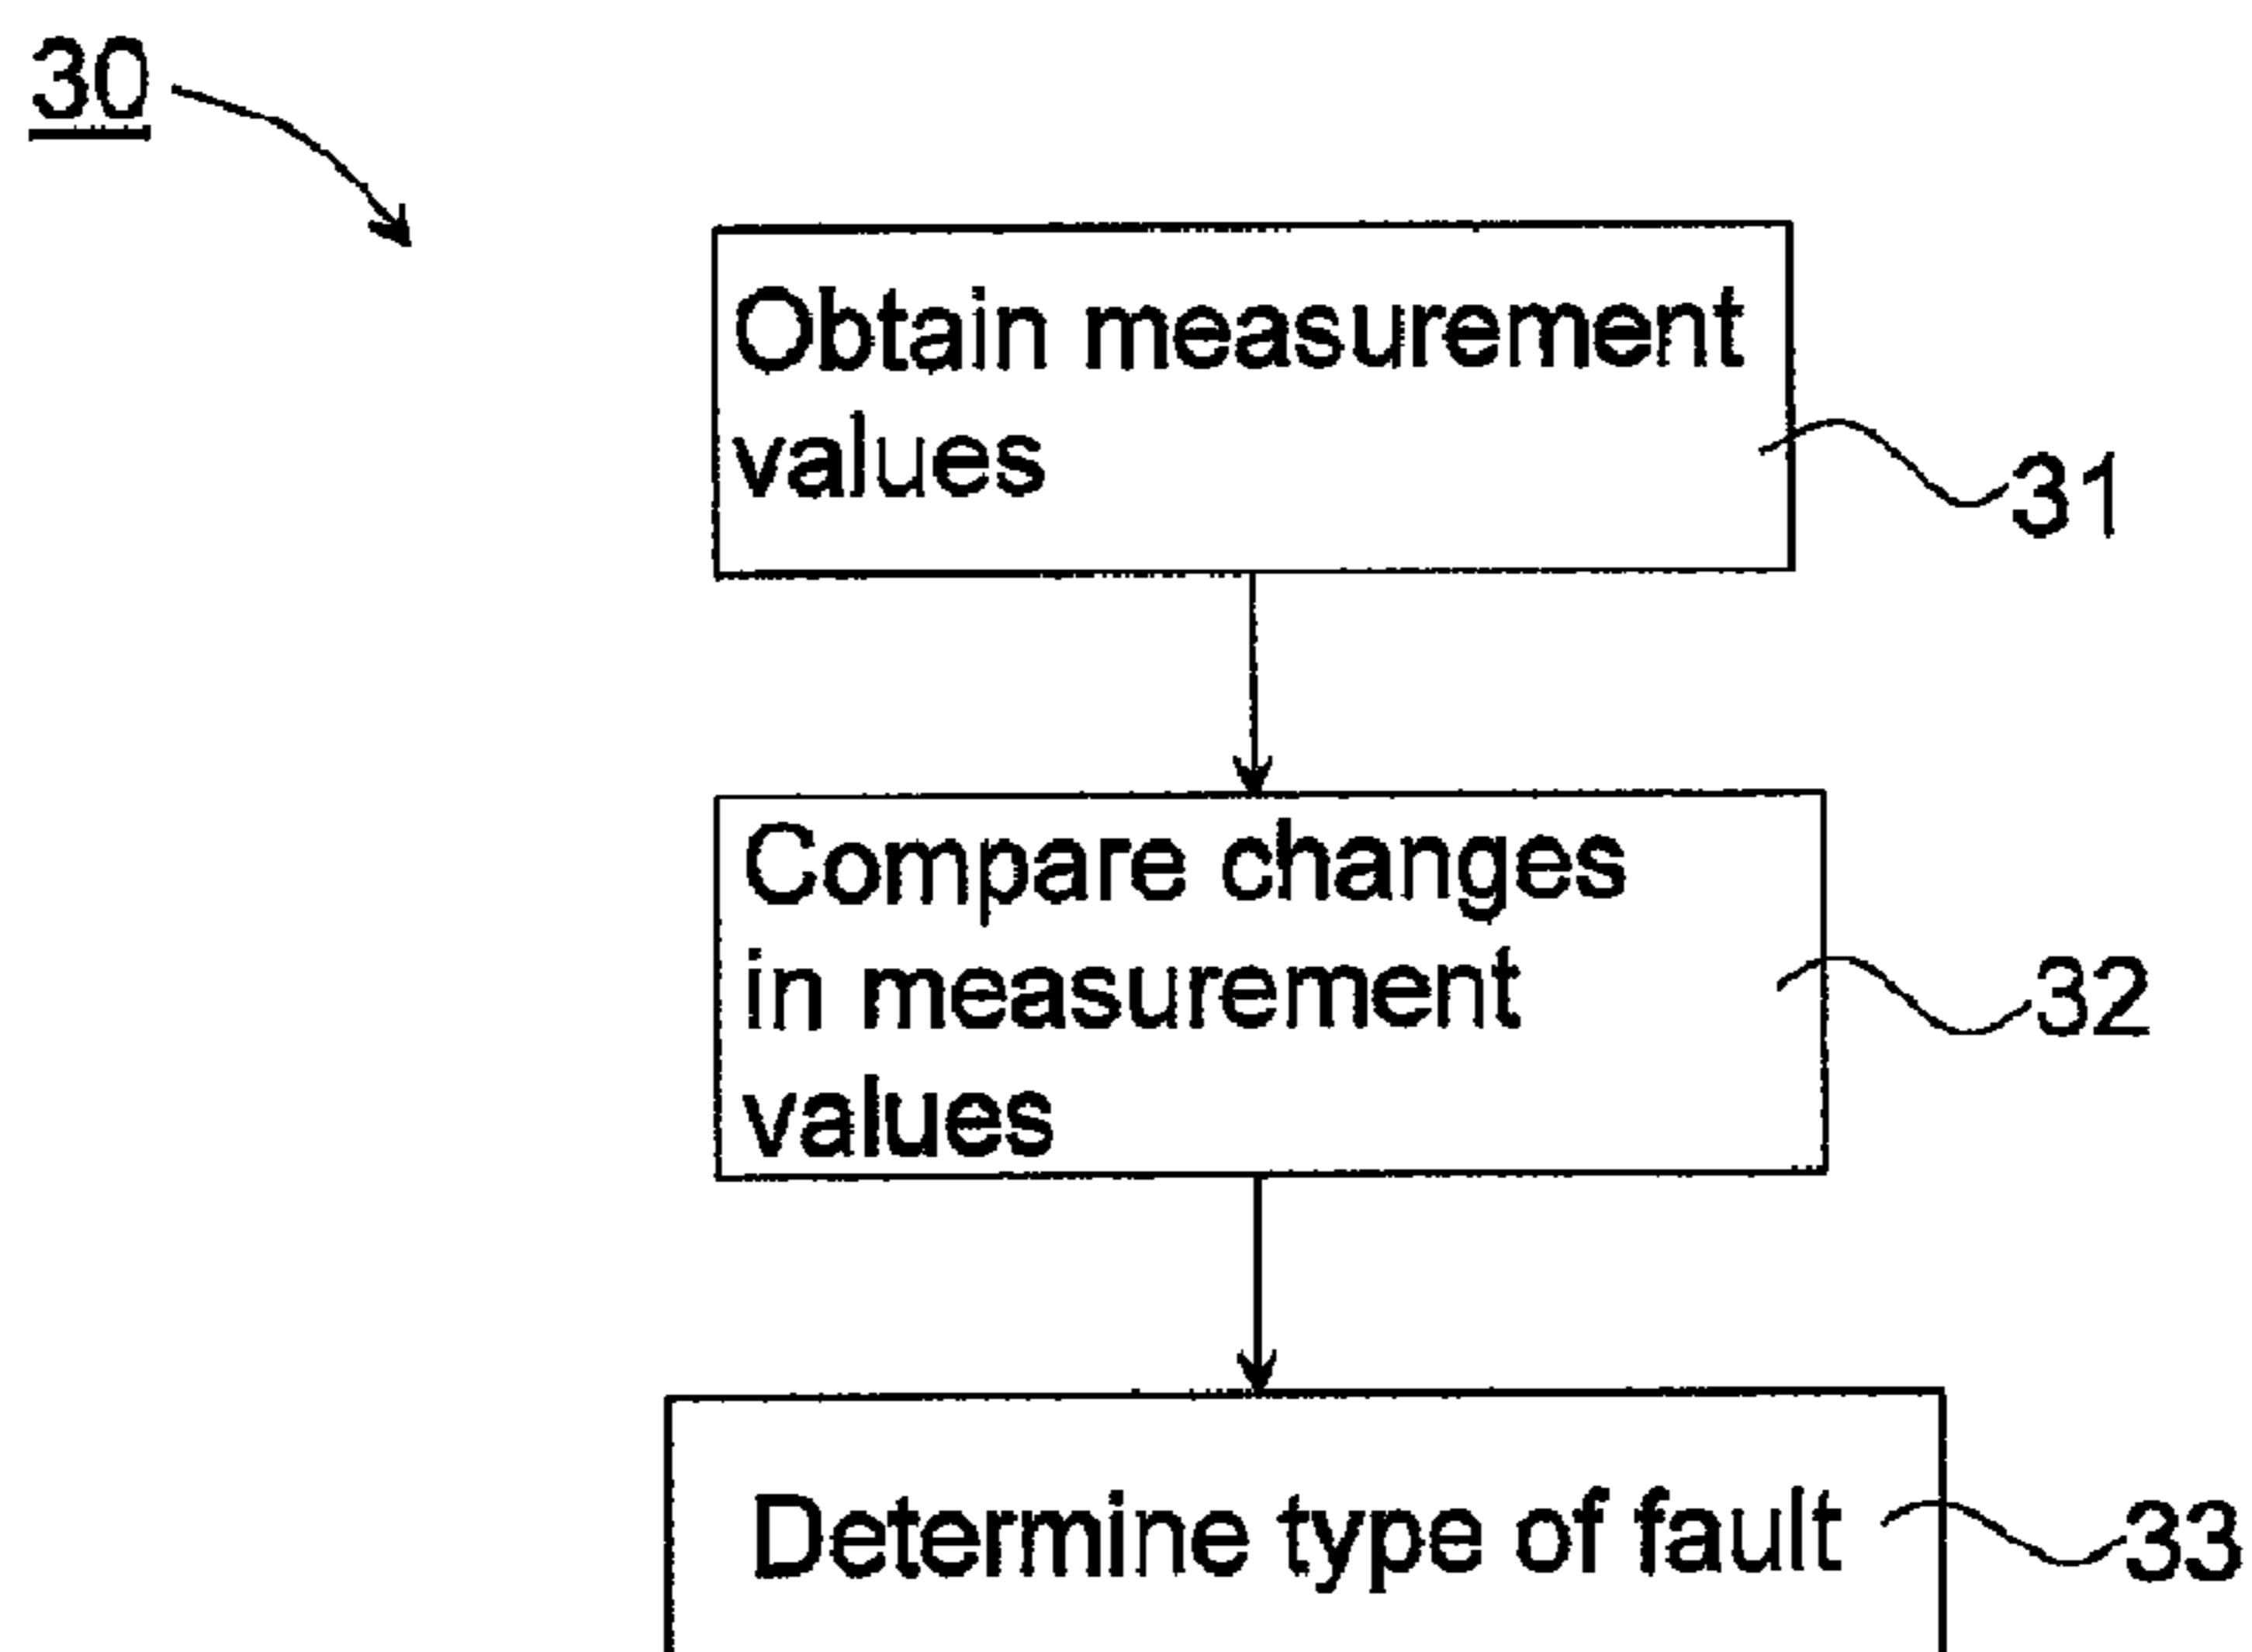 30
Obtain measurement
values
31
Compare changes
in measurement
values
32
Determine type of fault
33